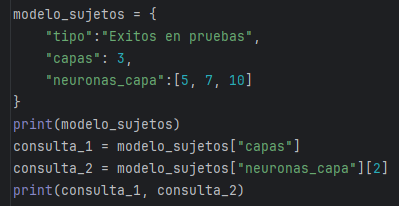 modelo_sujetos = {
    "tipo":"Exitos en pruebas",
    "capas": 3,
    "neuronas_capa":[5, 7, 10]
}
print(modelo_sujetos)
consulta_1 = modelo_sujetos["capas"]
consulta_2 = modelo_sujetos["neuronas_capa"][2]
print(consulta_1, consulta_2)